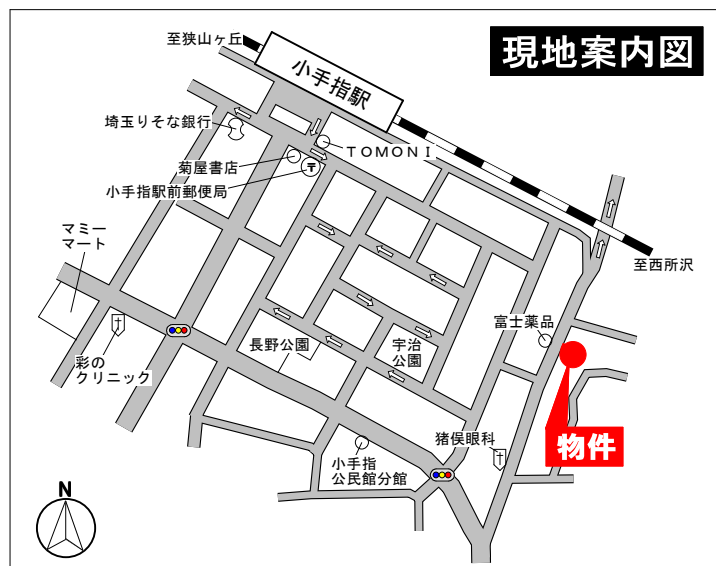 現地案内図
至狭山ヶ丘
小手指駅
埼玉りそな銀行
TOMONI
菊屋書店
小手指駅前郵便局
〒
マミー
マート
至西所沢
富士薬品
長野公園
宇治
公園
彩の
クリニック
物件
猪俣眼科
小手指
公民館分館
N